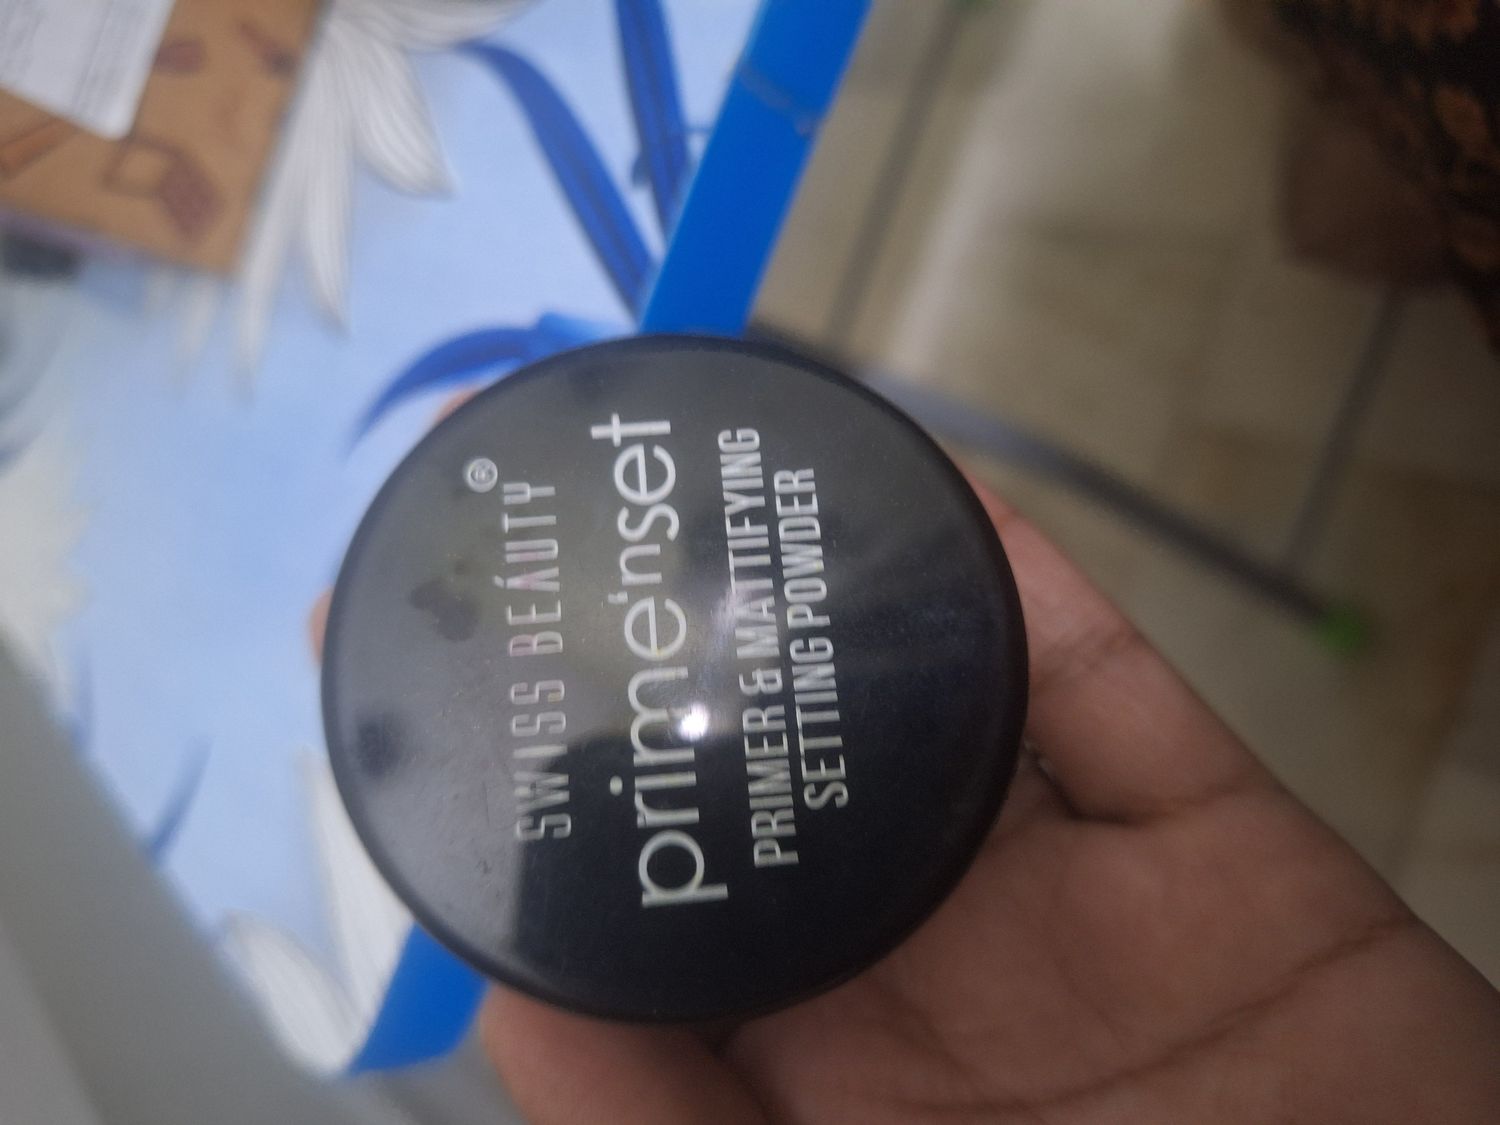 SWISS BEAUTY®
prime'nset
PRIMER & MATTIFYING
SETTING POWDER